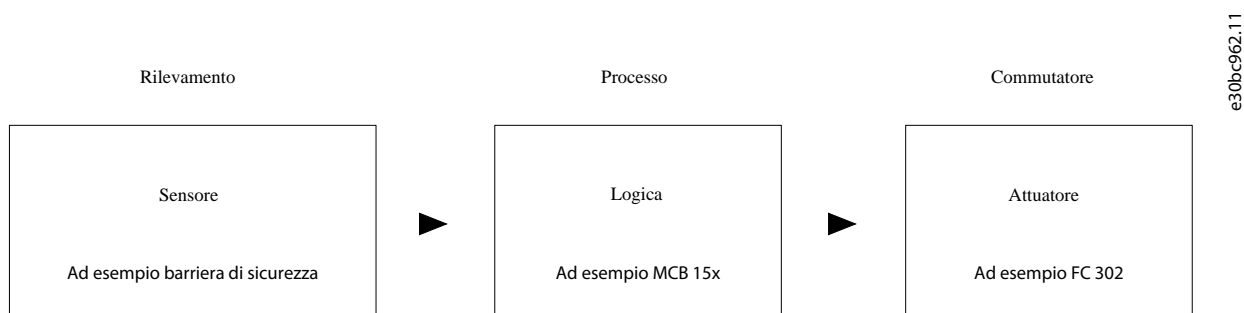 Rilevamento
Processo
Commutatore
e30bc962.11
Sensore
Logica
Attuatore
Ad esempio barriera di sicurezza
Ad esempio MCB 15x
Ad esempio FC 302